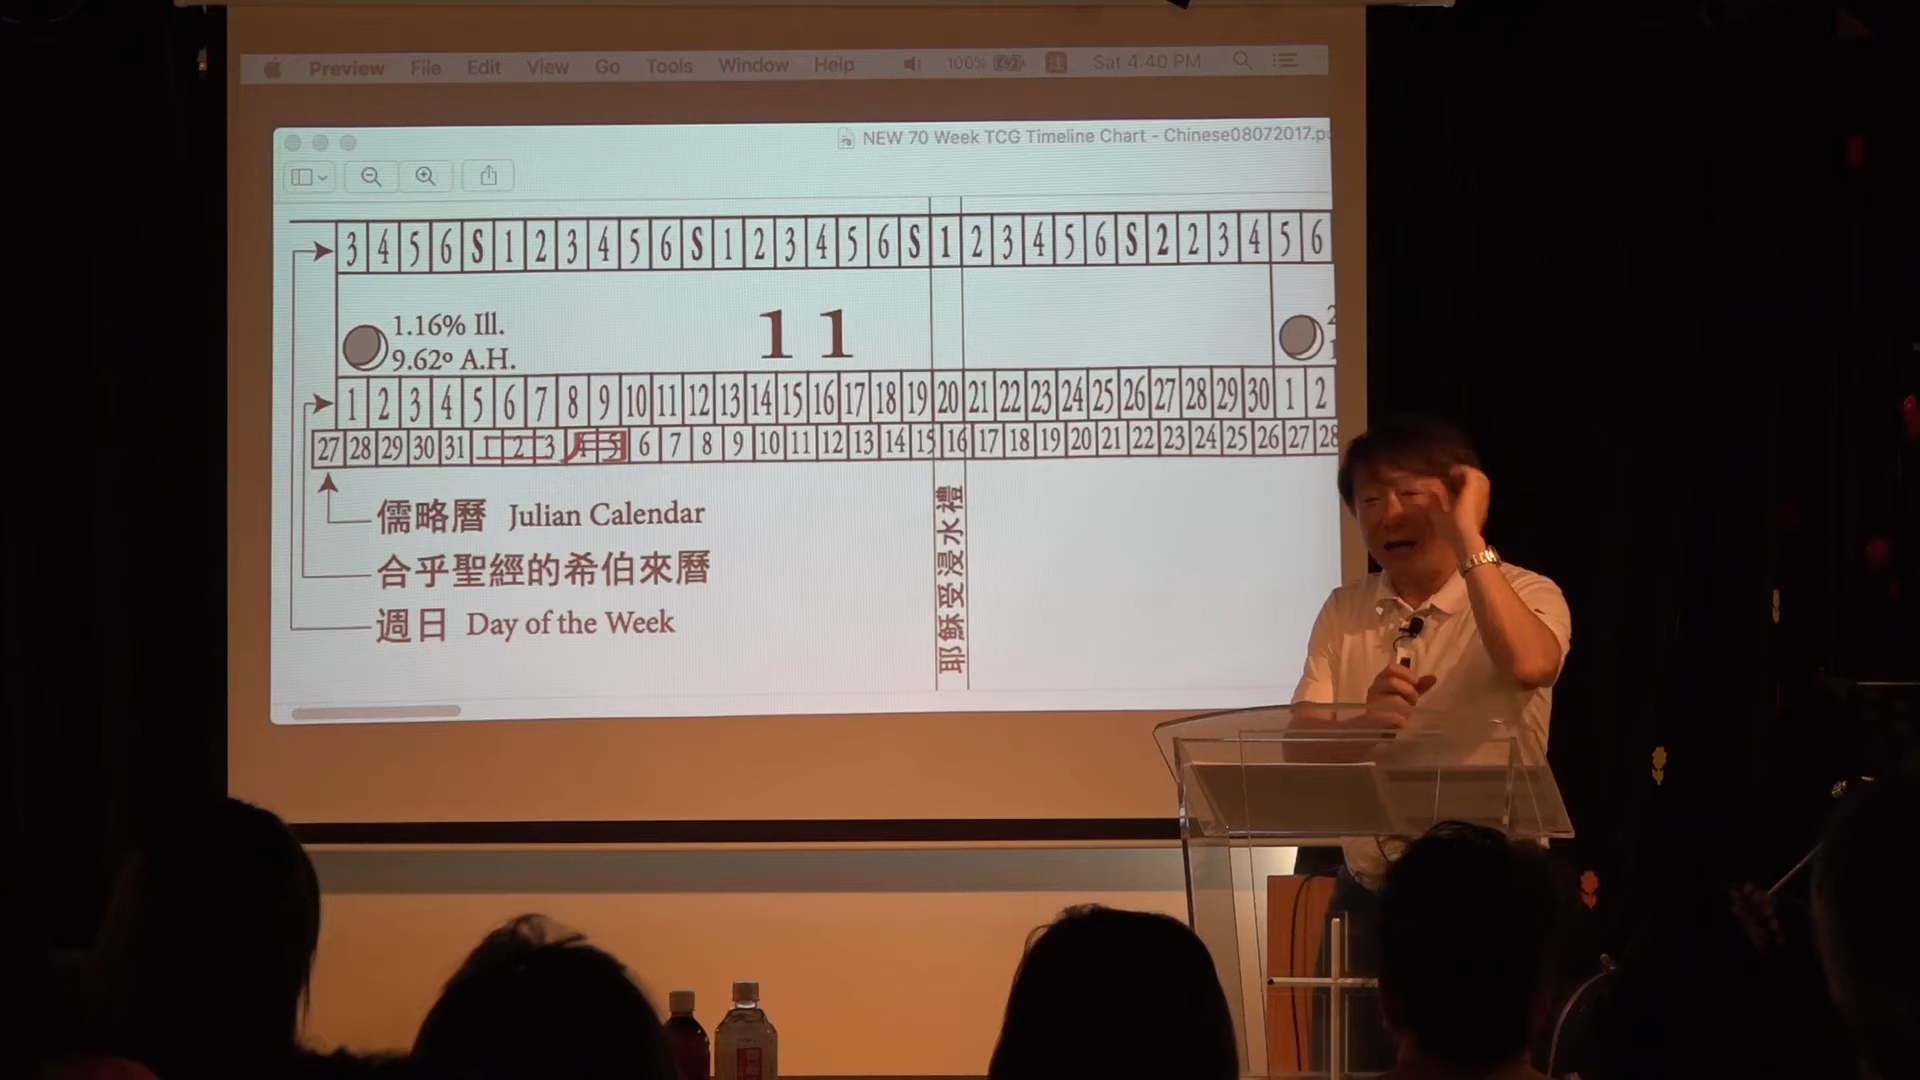 Preview File Edit View Go Tools Window Help 100% Sat 4:40 PM
NEW 70 Week TCG Timeline Chart - Chinese08072017.p
3 4 5 6 S 1 2 3 4 5 6 S 1 2 3 4 5 6 S 1 2 3 4 5 6 S 2 2 3 4 5 6
1.16% Ill.
9.62º A.H.
11
1 2 3 4 5 6 7 8 9 10 11 12 13 14 15 16 17 18 19 20 21 22 23 24 25 26 27 28 29 30 1 2
27 28 29 30 31 1 2 3 5 6 7 8 9 10 11 12 13 14 15 16 17 18 19 20 21 22 23 24 25 26 27 28
儒略曆 Julian Calendar
合乎聖經的希伯來曆
週日 Day of the Week
耶穌受浸水禮